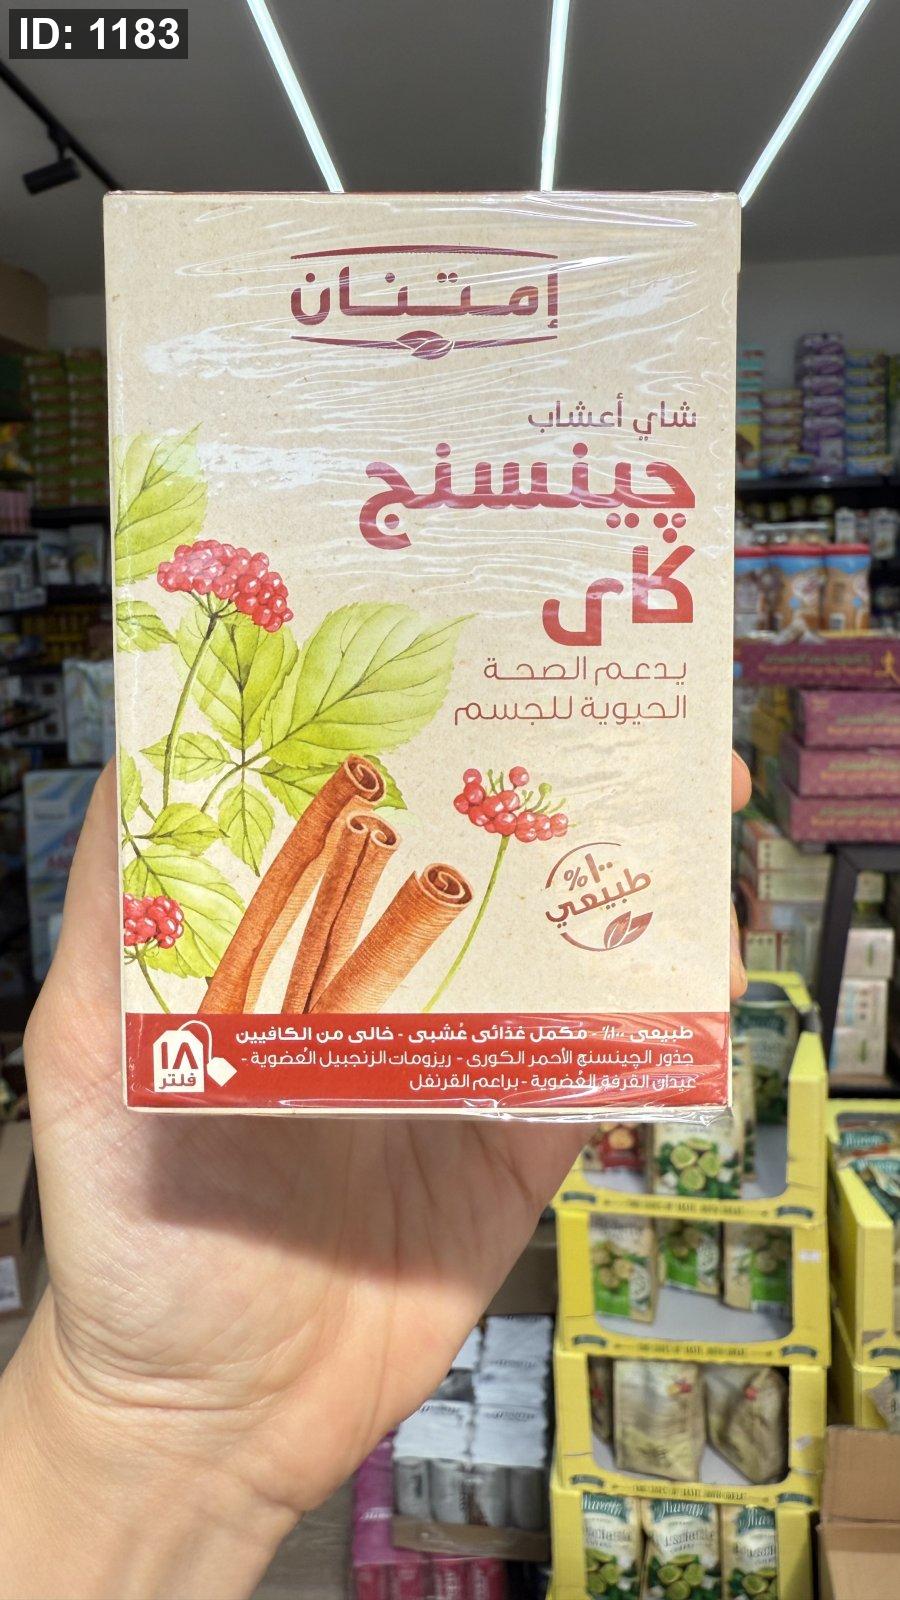 ID: 1183
إمتنان
شاي أعشاب
چينسنج
كاى
يدعم الصحة
الحيوية للجسم
١٠٠%
طبيعي
طبيعى ١٠٠٪ - مُكمل غذائى عُشبى - خالى من الكافيين
جذور الچينسنج الأحمر الكورى - ريزومات الزنجبيل العُضوية -
عيدان القرفة العُضوية - براعم القرنفل
١٨
فلتر